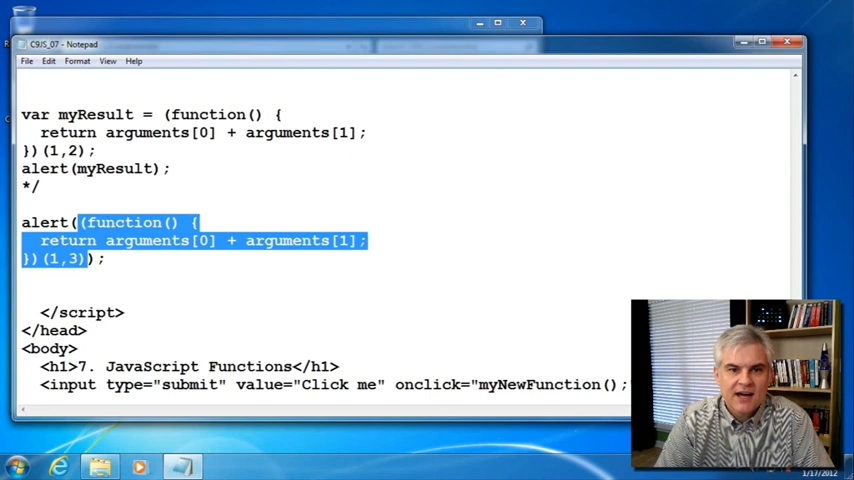 C9JS_07 - Notepad
File Edit Format View Help
var myResult = (function() {
return arguments[0] + arguments[1];
})(1,2);
alert(myResult);
*/
alert((function() {
return arguments[0] + arguments[1];
})(1,3));
</script>
</head>
<body>
<h1>7. JavaScript Functions</h1>
<input type="submit" value="Click me" onclick="myNewFunction();"
1/17/2012